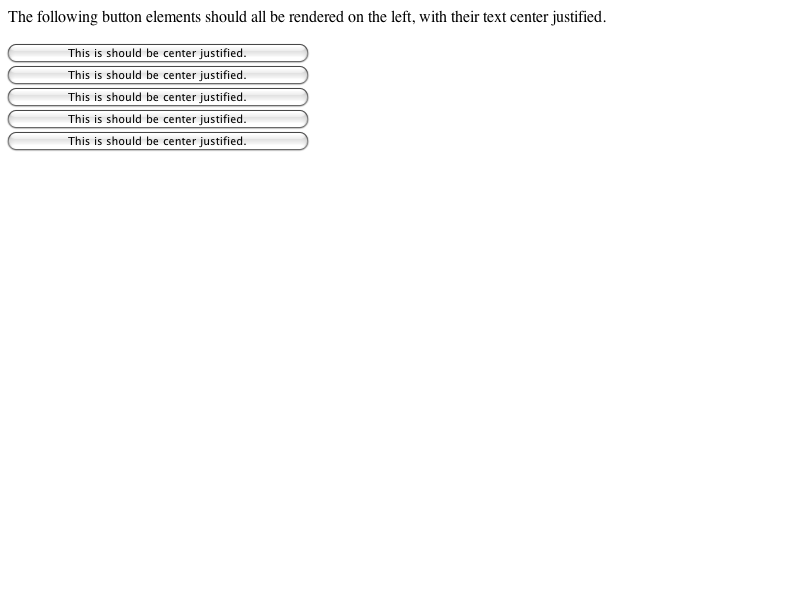 The following button elements should all be rendered on the left, with their text center justified.
This is should be center justified.
This is should be center justified.
This is should be center justified.
This is should be center justified.
This is should be center justified.